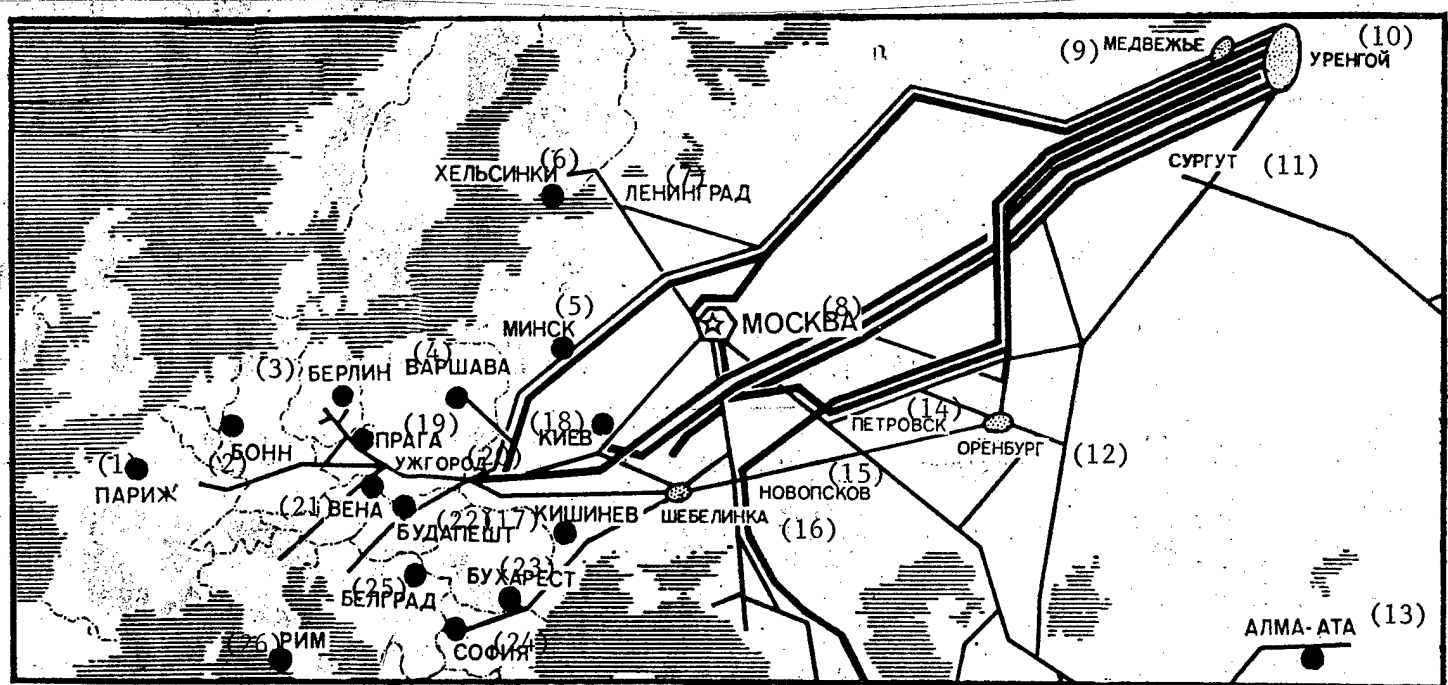 (9) МЕДВЕЖЬЕ
(10)
УРЕНГОЙ
СУРГУТ (11)
(6)
ХЕЛЬСИНКИ
(7)
ЛЕНИНГРАД
(5)
МИНСК
(8)
МОСКВА
(3) БЕРЛИН
(4)
ВАРШАВА
(19)
ПРАГА
(18)
КИЕВ
(14)
ПЕТРОВСК
ОРЕНБУРГ
(12)
(1)
ПАРИЖ
(2)
БОНН
УЖГОРОД (20)
(15)
НОВОПСКОВ
(21) ВЕНА
(22)
БУДАПЕШТ
(17)
КИШИНЕВ
ШЕБЕЛИНКА
(16)
(25)
БЕЛГРАД
(23)
БУХАРЕСТ
(24)
СОФИЯ
(26) РИМ
АЛМА-АТА (13)